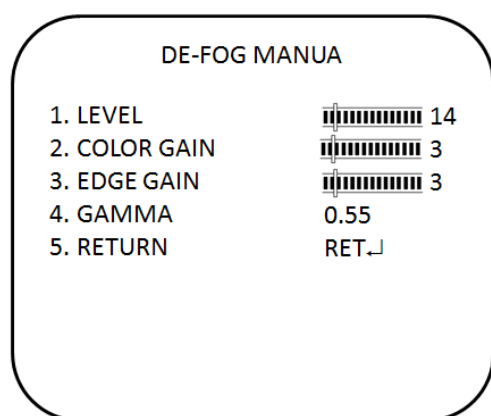 DE-FOG MANUA
1. LEVEL 14
2. COLOR GAIN 3
3. EDGE GAIN 3
4. GAMMA 0.55
5. RETURN RET↵